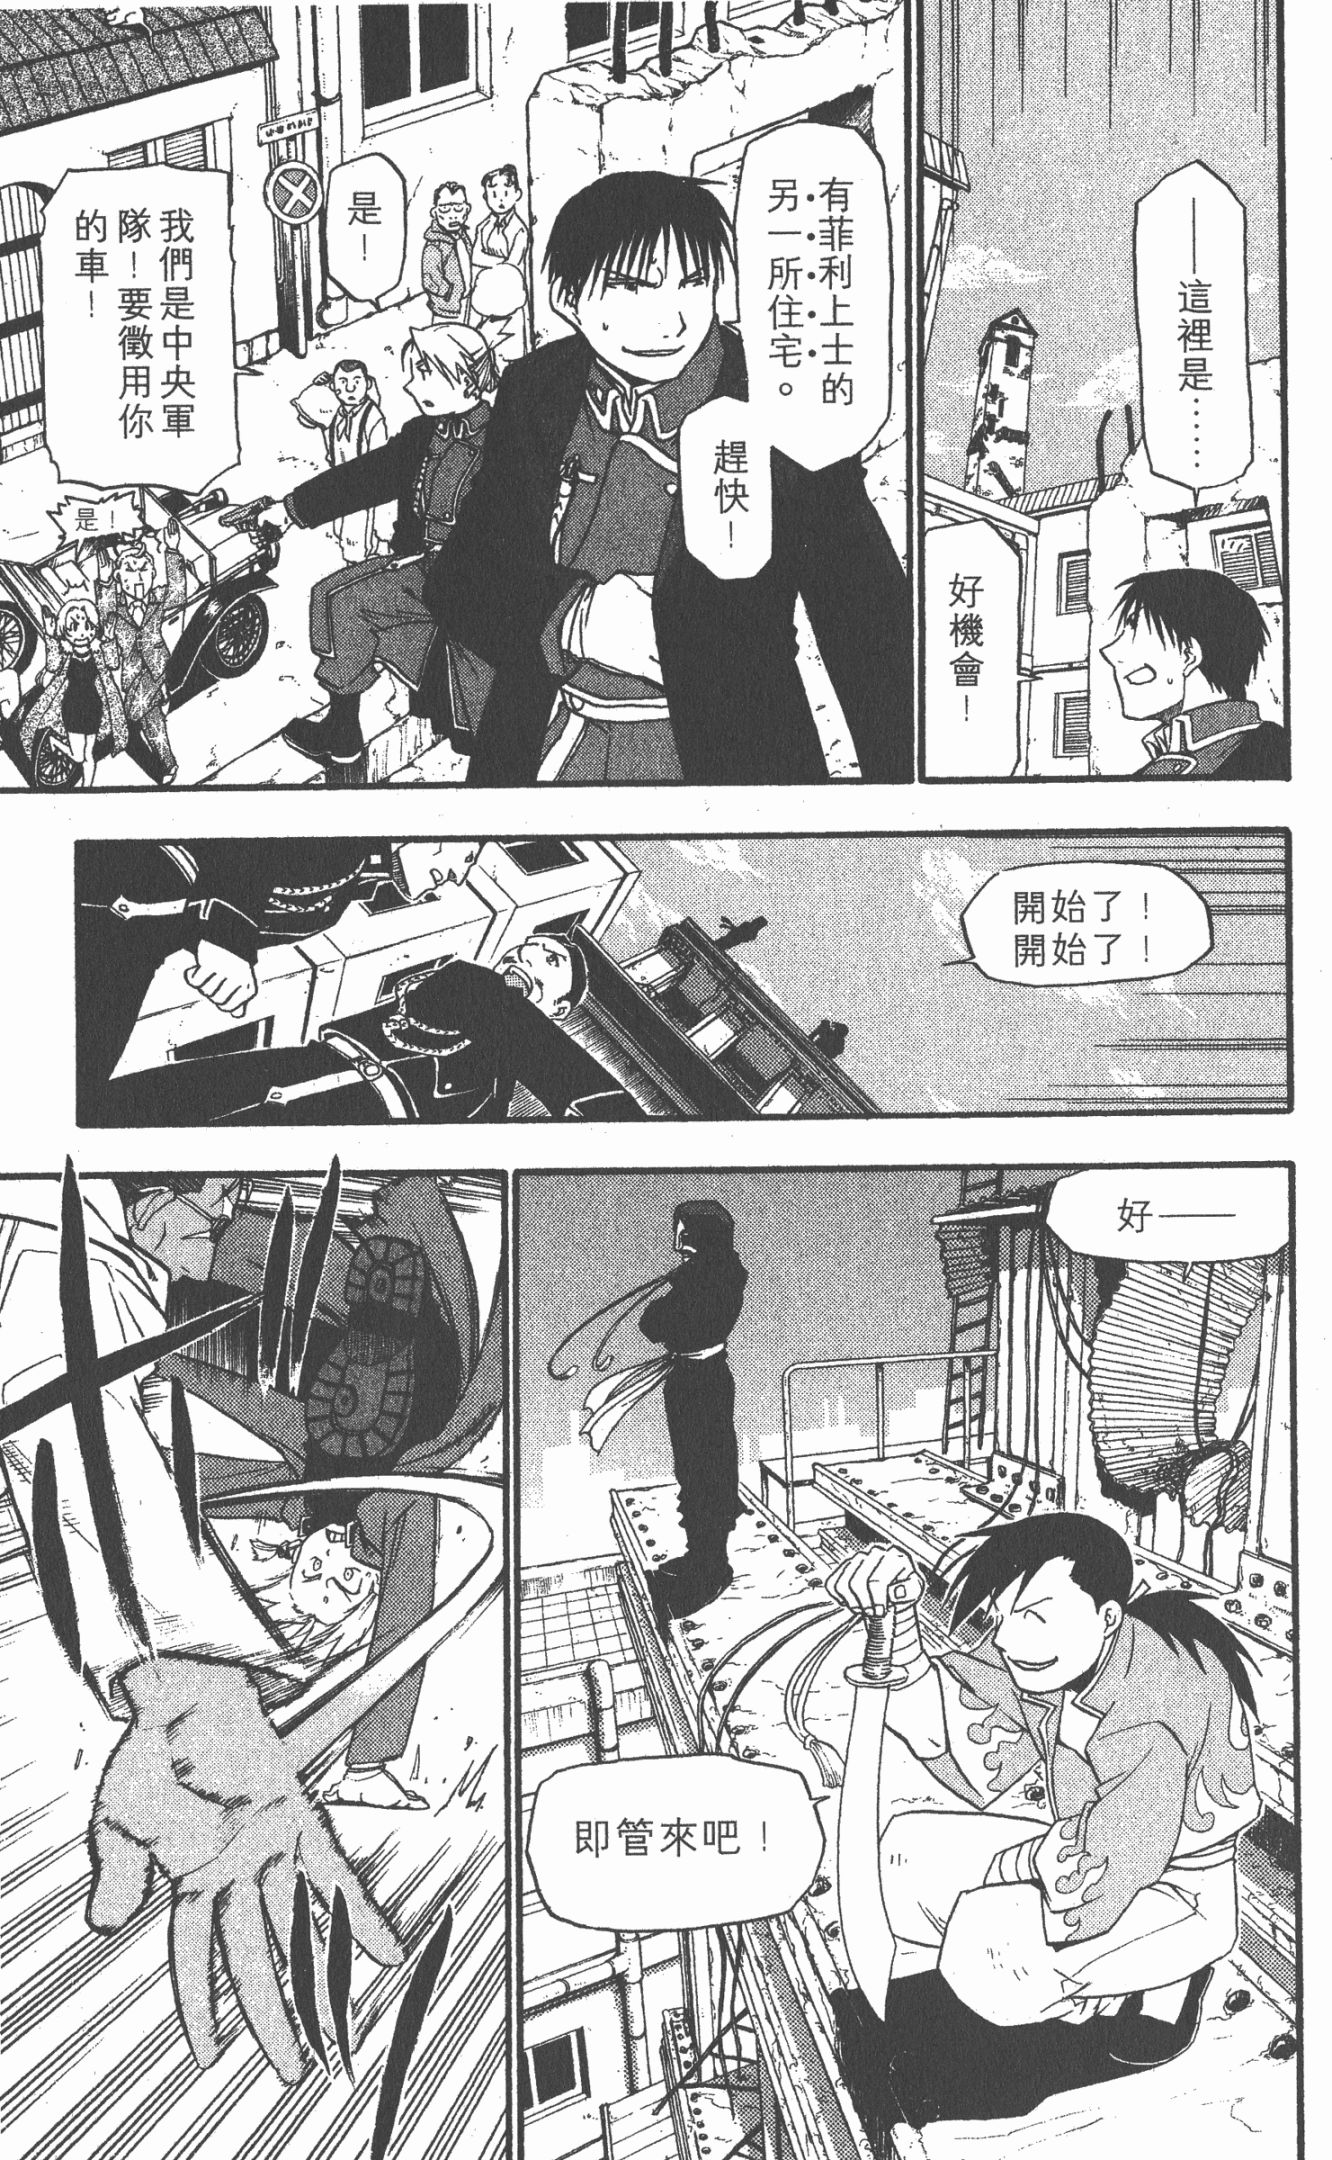 ——這裡是……
好機會！
有菲利上士的
另一所住宅。
趕快！
是！
我們是中央軍
隊！要徵用你
的車！
是！
開始了！
開始了！
好——
即管來吧！